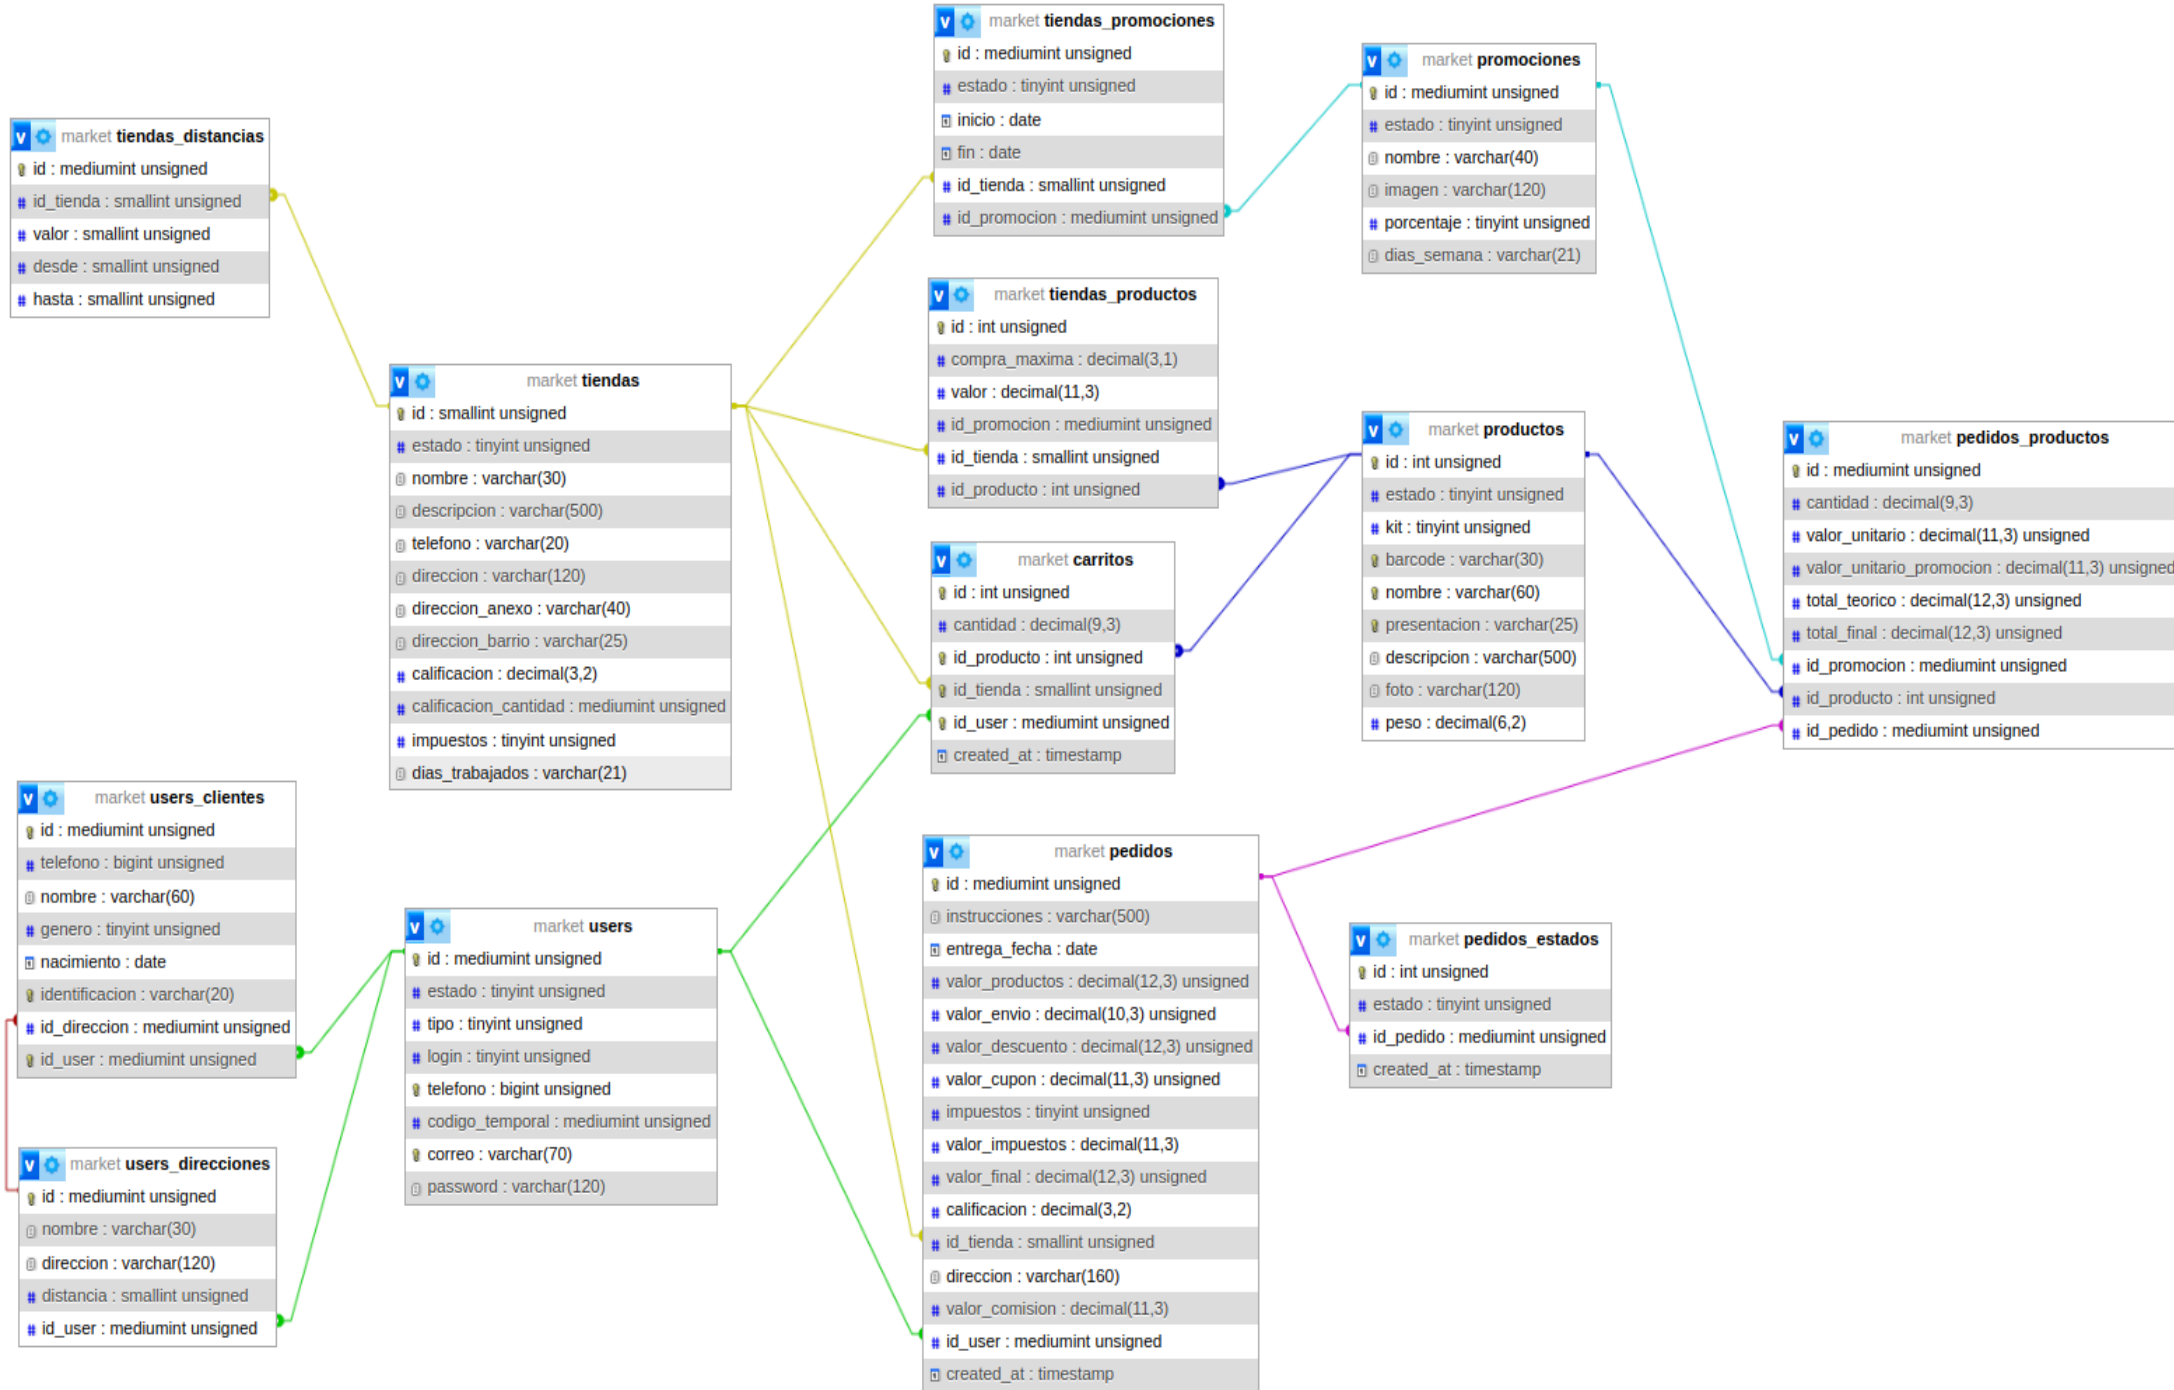 market tiendas_promociones
id : mediumint unsigned
estado : tinyint unsigned
inicio : date
fin : date
id_tienda : smallint unsigned
id_promocion : mediumint unsigned
market promociones
id : mediumint unsigned
estado : tinyint unsigned
nombre : varchar(40)
imagen : varchar(120)
porcentaje : tinyint unsigned
dias_semana : varchar(21)
market tiendas_distancias
id : mediumint unsigned
id_tienda : smallint unsigned
valor : smallint unsigned
desde : smallint unsigned
hasta : smallint unsigned
market tiendas_productos
id : int unsigned
compra_maxima : decimal(3,1)
valor : decimal(11,3)
id_promocion : mediumint unsigned
id_tienda : smallint unsigned
id_producto : int unsigned
market tiendas
id : smallint unsigned
estado : tinyint unsigned
nombre : varchar(30)
descripcion : varchar(500)
telefono : varchar(20)
direccion : varchar(120)
direccion_anexo : varchar(40)
direccion_barrio : varchar(25)
calificacion : decimal(3,2)
calificacion_cantidad : mediumint unsigned
impuestos : tinyint unsigned
dias_trabajados : varchar(21)
market productos
id : int unsigned
estado : tinyint unsigned
kit : tinyint unsigned
barcode : varchar(30)
nombre : varchar(60)
presentacion : varchar(25)
descripcion : varchar(500)
foto : varchar(120)
peso : decimal(6,2)
market pedidos_productos
id : mediumint unsigned
cantidad : decimal(9,3)
valor_unitario : decimal(11,3) unsigned
valor_unitario_promocion : decimal(11,3) unsigned
total_teorico : decimal(12,3) unsigned
total_final : decimal(12,3) unsigned
id_promocion : mediumint unsigned
id_producto : int unsigned
id_pedido : mediumint unsigned
market carritos
id : int unsigned
cantidad : decimal(9,3)
id_producto : int unsigned
id_tienda : smallint unsigned
id_user : mediumint unsigned
created_at : timestamp
market users_clientes
id : mediumint unsigned
telefono : bigint unsigned
nombre : varchar(60)
genero : tinyint unsigned
nacimiento : date
identificacion : varchar(20)
id_direccion : mediumint unsigned
id_user : mediumint unsigned
market users
id : mediumint unsigned
estado : tinyint unsigned
tipo : tinyint unsigned
login : tinyint unsigned
telefono : bigint unsigned
codigo_temporal : mediumint unsigned
correo : varchar(70)
password : varchar(120)
market pedidos
id : mediumint unsigned
instrucciones : varchar(500)
entrega_fecha : date
valor_productos : decimal(12,3) unsigned
valor_envio : decimal(10,3) unsigned
valor_descuento : decimal(12,3) unsigned
valor_cupon : decimal(11,3) unsigned
impuestos : tinyint unsigned
valor_impuestos : decimal(11,3)
valor_final : decimal(12,3) unsigned
calificacion : decimal(3,2)
id_tienda : smallint unsigned
direccion : varchar(160)
valor_comision : decimal(11,3)
id_user : mediumint unsigned
created_at : timestamp
market pedidos_estados
id : int unsigned
estado : tinyint unsigned
id_pedido : mediumint unsigned
created_at : timestamp
market users_direcciones
id : mediumint unsigned
nombre : varchar(30)
direccion : varchar(120)
distancia : smallint unsigned
id_user : mediumint unsigned